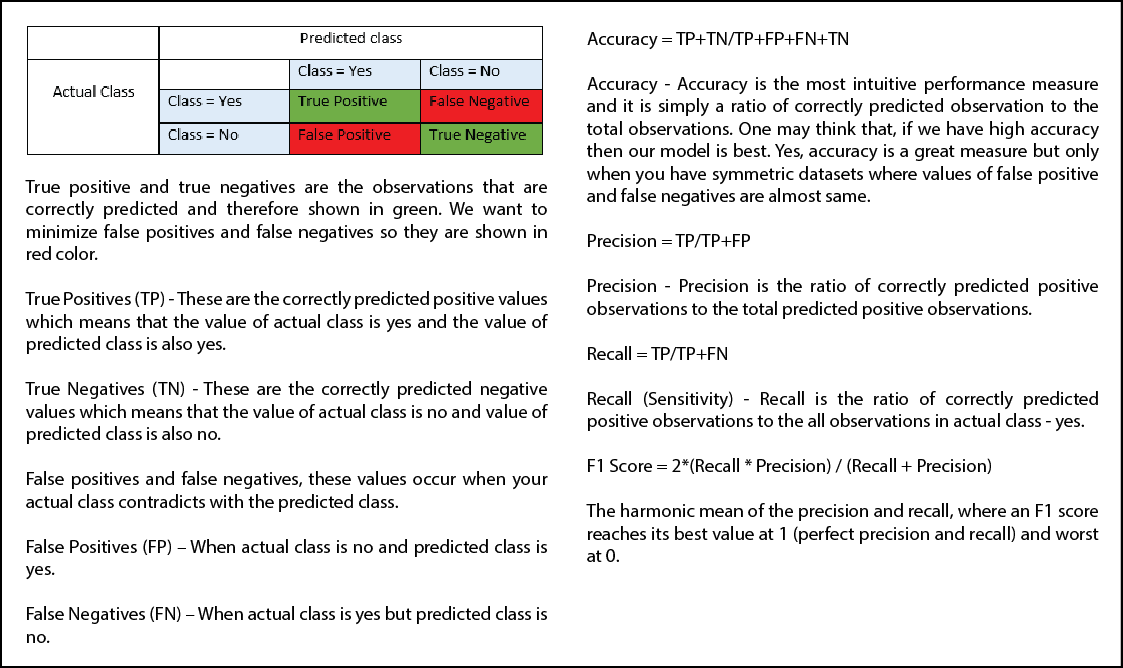 Predicted class
Actual Class
Class = Yes
Class = No
Class = Yes
True Positive
False Negative
Class = No
False Positive
True Negative
True positive and true negatives are the observations that are
correctly predicted and therefore shown in green. We want to
minimize false positives and false negatives so they are shown in
red color.
True Positives (TP) - These are the correctly predicted positive values
which means that the value of actual class is yes and the value of
predicted class is also yes.
True Negatives (TN) - These are the correctly predicted negative
values which means that the value of actual class is no and value of
predicted class is also no.
False positives and false negatives, these values occur when your
actual class contradicts with the predicted class.
False Positives (FP) – When actual class is no and predicted class is
yes.
False Negatives (FN) – When actual class is yes but predicted class is
no.
Accuracy = TP+TN/TP+FP+FN+TN
Accuracy - Accuracy is the most intuitive performance measure
and it is simply a ratio of correctly predicted observation to the
total observations. One may think that, if we have high accuracy
then our model is best. Yes, accuracy is a great measure but only
when you have symmetric datasets where values of false positive
and false negatives are almost same.
Precision = TP/TP+FP
Precision - Precision is the ratio of correctly predicted positive
observations to the total predicted positive observations.
Recall = TP/TP+FN
Recall (Sensitivity) - Recall is the ratio of correctly predicted
positive observations to the all observations in actual class - yes.
F1 Score = 2*(Recall * Precision) / (Recall + Precision)
The harmonic mean of the precision and recall, where an F1 score
reaches its best value at 1 (perfect precision and recall) and worst
at 0.